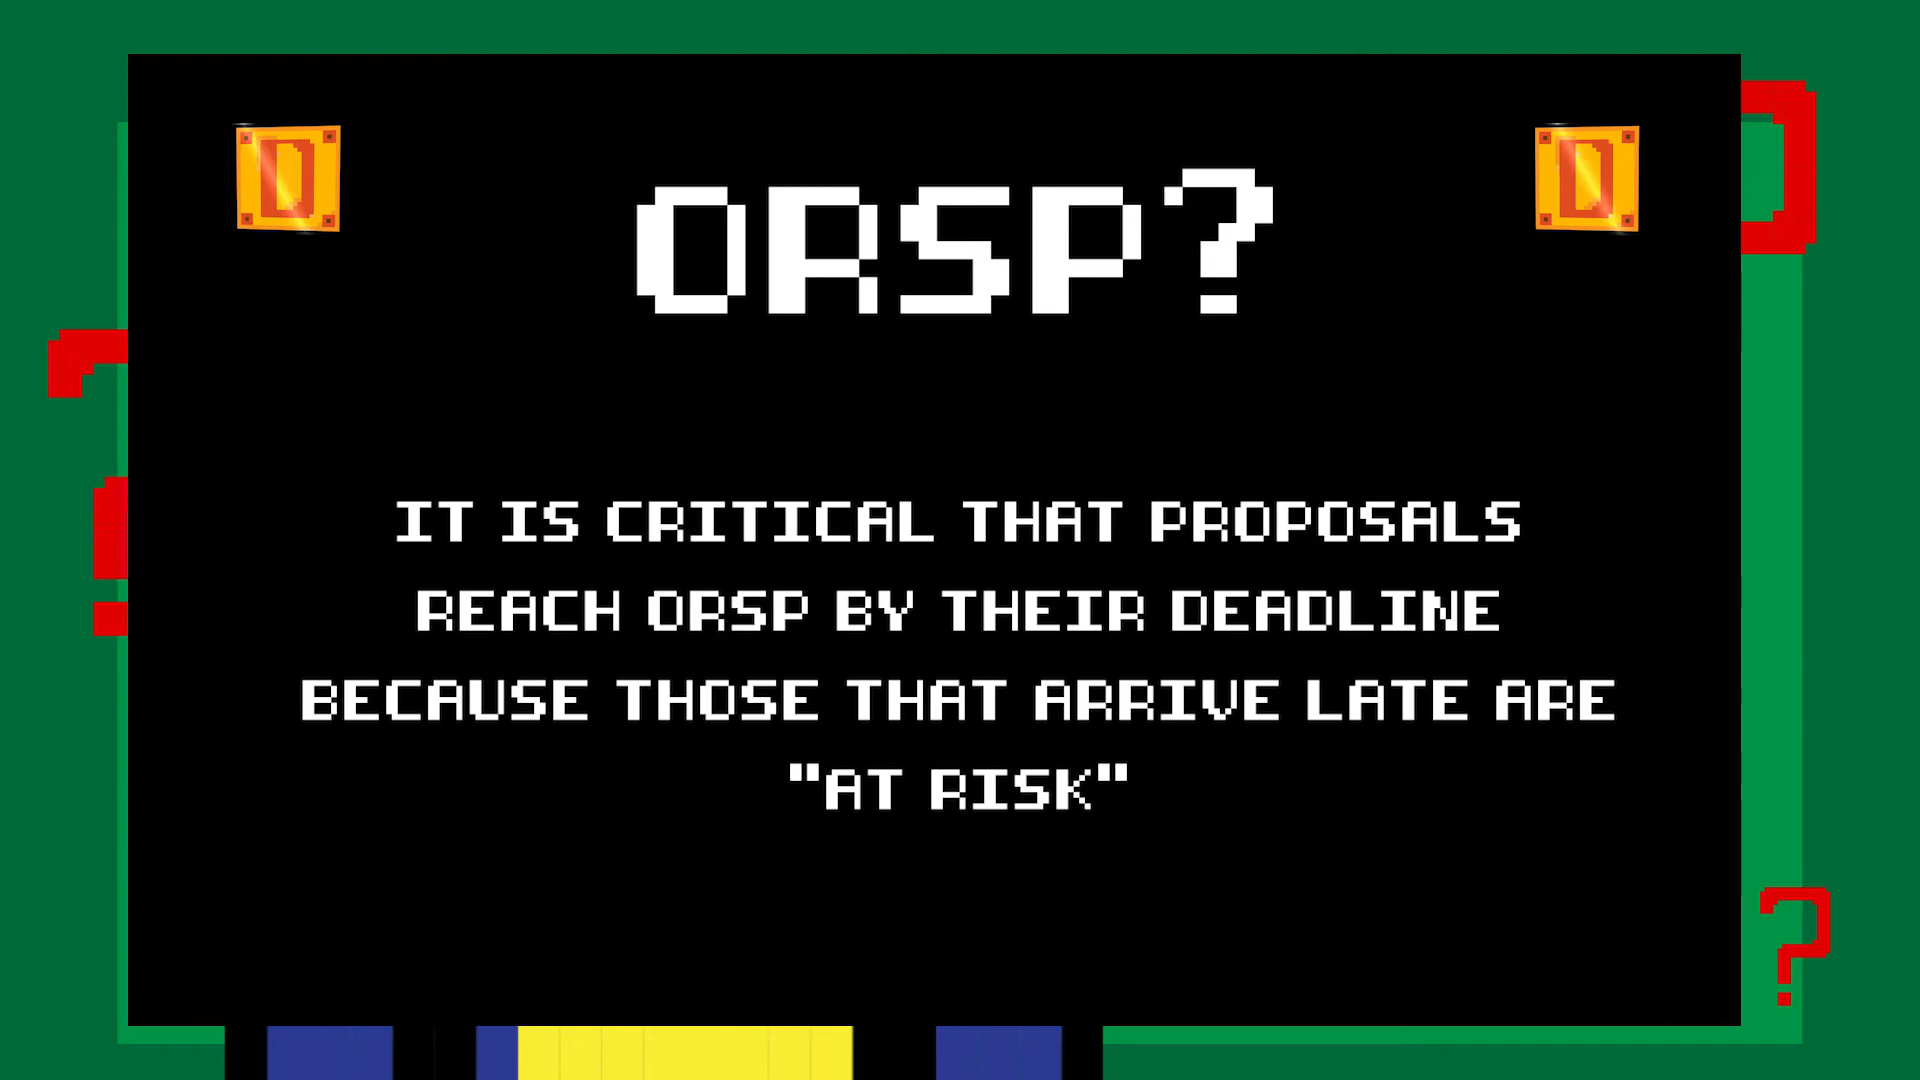 D D
ORSP?
IT IS CRITICAL THAT PROPOSALS
REACH ORSP BY THEIR DEADLINE
BECAUSE THOSE THAT ARRIVE LATE ARE
"AT RISK"
?